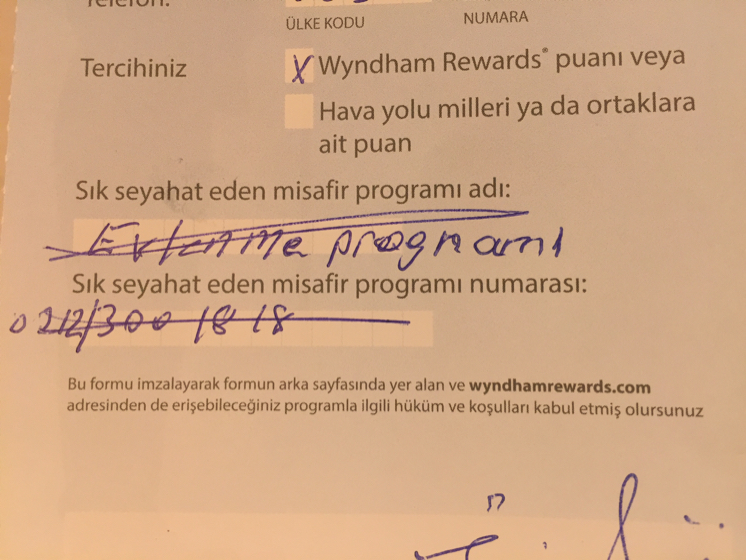 Telefon:
ÜLKE KODU
NUMARA
Tercihiniz
X Wyndham Rewards® puanı veya
Hava yolu milleri ya da ortaklara
ait puan
Sık seyahat eden misafir programı adı:
Evlenme programı
Sık seyahat eden misafir programı numarası:
0212/300 18 18
Bu formu imzalayarak formun arka sayfasında yer alan ve wyndhamrewards.com
adresinden de erişebileceğiniz programla ilgili hüküm ve koşulları kabul etmiş olursunuz